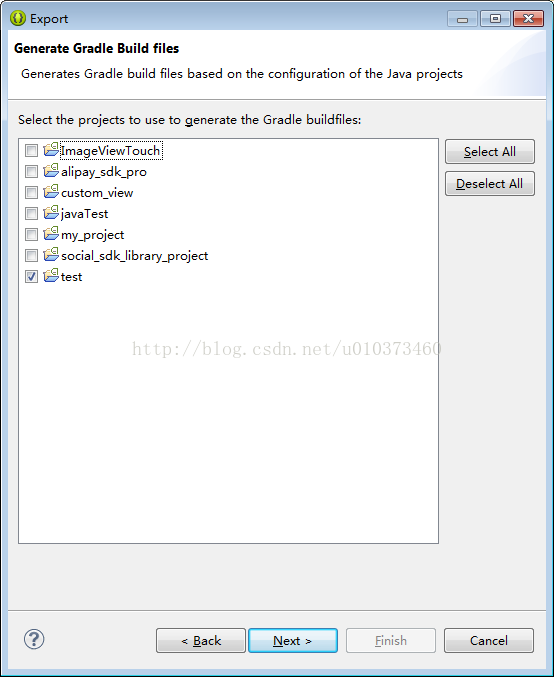 Export
Generate Gradle Build files
Generates Gradle build files based on the configuration of the Java projects
Select the projects to use to generate the Gradle buildfiles:
ImageViewTouch
Select All
alipay_sdk_pro
Deselect All
custom_view
javaTest
my_project
social_sdk_library_project
test
http://blog.csdn.net/u010373460
?
< Back
Next >
Finish
Cancel